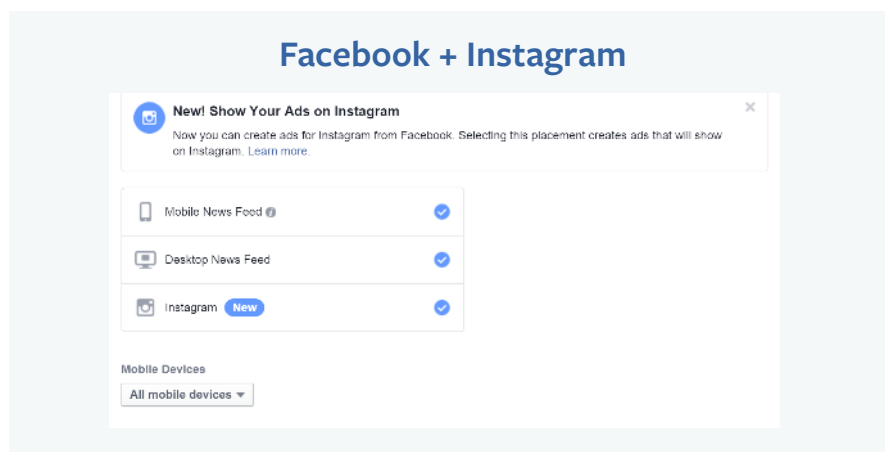 Facebook + Instagram
New! Show Your Ads on Instagram
Now you can create ads for Instagram from Facebook. Selecting this placement creates ads that will show
on Instagram. Learn more.
Mobile News Feed
Desktop News Feed
Instagram New
Mobile Devices
All mobile devices